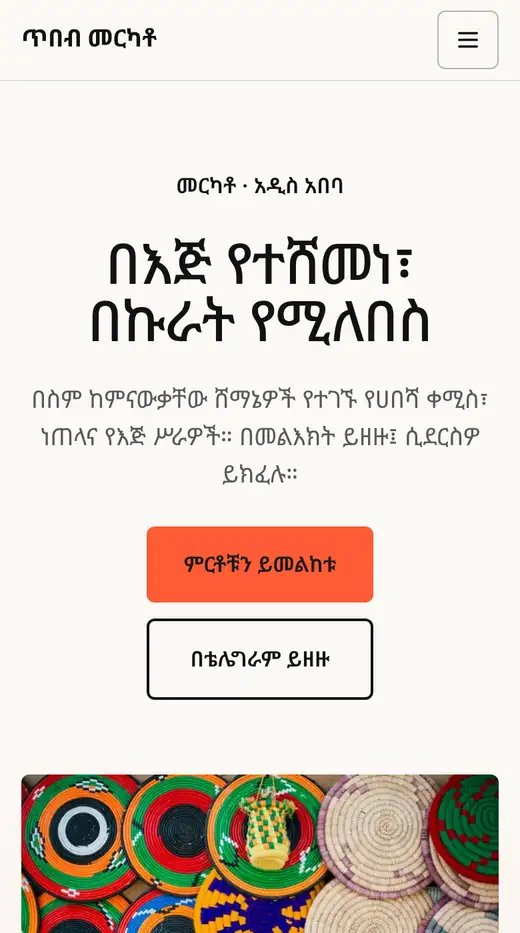 ጥበብ መርካቶ
መርካቶ · አዲስ አበባ
በእጅ የተሸመነ፣
በኩራት የሚለበስ
በስም ከምናውቃቸው ሸማኔዎች የተገኙ የሀበሻ ቀሚስ፣
ነጠላና የእጅ ሥራዎች። በመልእክት ይዘዙ፤ ሲደርስዎ
ይክፈሉ።
ምርቶቹን ይመልከቱ
በቴሌግራም ይዘዙ